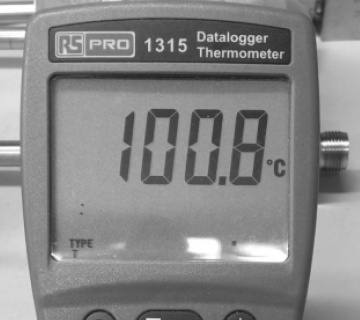 RS PRO 1315 Datalogger
Thermometer
100.8 °C
TYPE
T